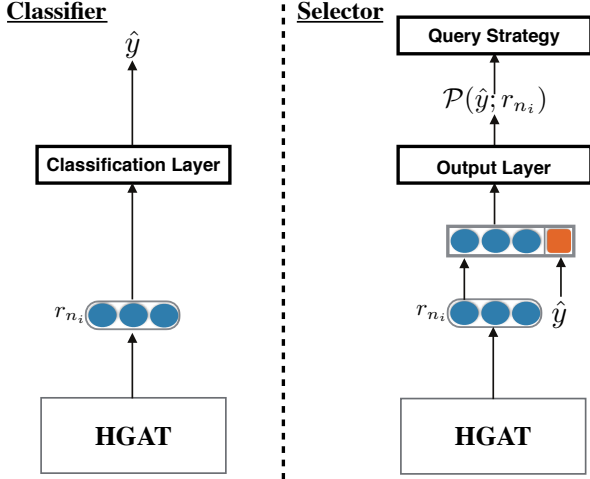 Classifier
ŷ
Classification Layer
r_{n_i}
HGAT
Selector
Query Strategy
𝒫(ŷ; r_{n_i})
Output Layer
r_{n_i}
ŷ
HGAT